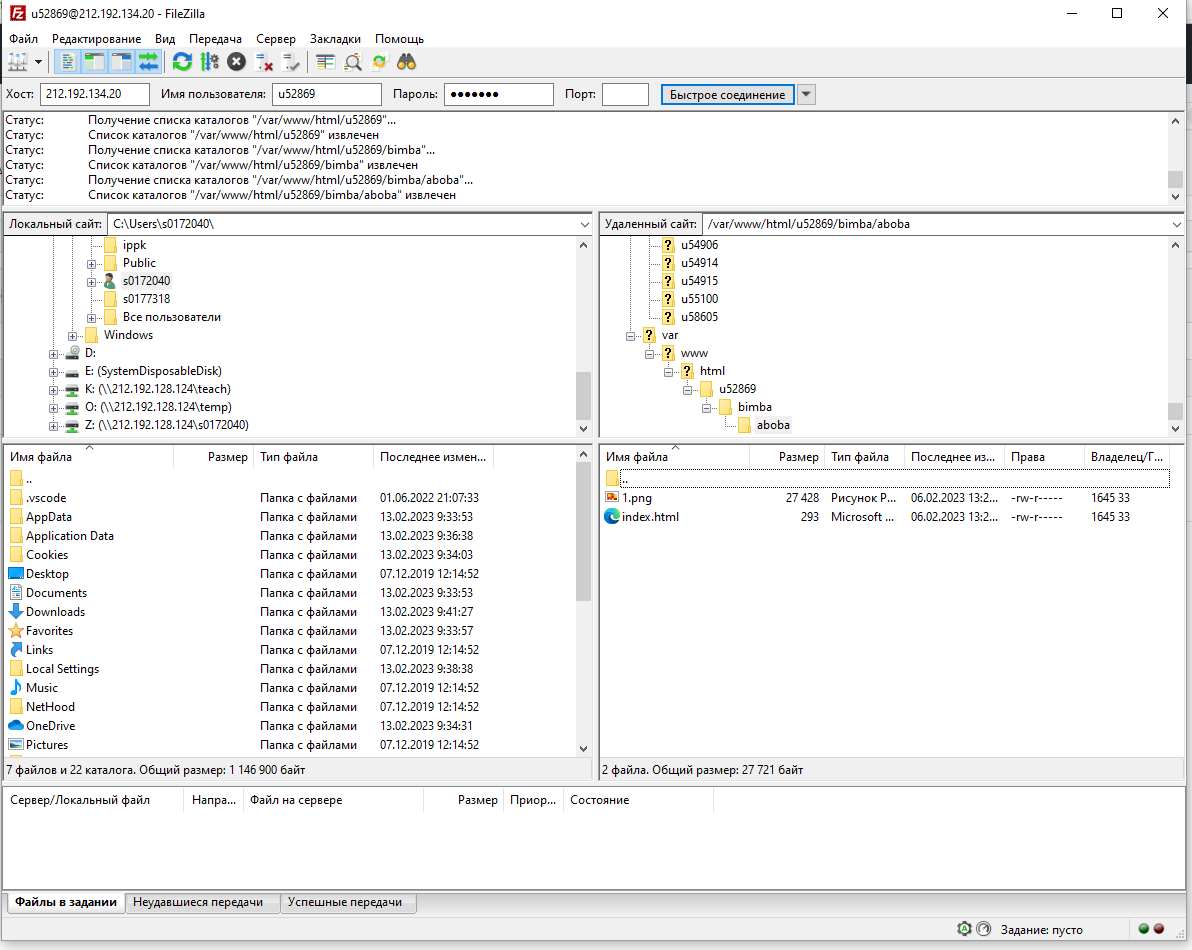 u52869@212.192.134.20 - FileZilla
Файл Редактирование Вид Передача Сервер Закладки Помощь
Хост: 212.192.134.20 Имя пользователя: u52869 Пароль: ●●●●●●● Порт: Быстрое соединение
Статус: Получение списка каталогов "/var/www/html/u52869"...
Статус: Список каталогов "/var/www/html/u52869" извлечен
Статус: Получение списка каталогов "/var/www/html/u52869/bimba"...
Статус: Список каталогов "/var/www/html/u52869/bimba" извлечен
Статус: Получение списка каталогов "/var/www/html/u52869/bimba/aboba"...
Статус: Список каталогов "/var/www/html/u52869/bimba/aboba" извлечен
Локальный сайт: C:\Users\s0172040\
ippk
Public
s0172040
s0177318
Все пользователи
Windows
D:
E: (SystemDisposableDisk)
K: (\\212.192.128.124\teach)
O: (\\212.192.128.124\temp)
Z: (\\212.192.128.124\s0172040)
Имя файла Размер Тип файла Последнее измен...
..
.vscode Папка с файлами 01.06.2022 21:07:33
AppData Папка с файлами 13.02.2023 9:33:53
Application Data Папка с файлами 13.02.2023 9:36:38
Cookies Папка с файлами 13.02.2023 9:34:03
Desktop Папка с файлами 07.12.2019 12:14:52
Documents Папка с файлами 13.02.2023 9:33:53
Downloads Папка с файлами 13.02.2023 9:41:27
Favorites Папка с файлами 13.02.2023 9:33:57
Links Папка с файлами 07.12.2019 12:14:52
Local Settings Папка с файлами 13.02.2023 9:38:38
Music Папка с файлами 07.12.2019 12:14:52
NetHood Папка с файлами 07.12.2019 12:14:52
OneDrive Папка с файлами 13.02.2023 9:34:31
Pictures Папка с файлами 07.12.2019 12:14:52
7 файлов и 22 каталога. Общий размер: 1 146 900 байт
Удаленный сайт: /var/www/html/u52869/bimba/aboba
u54906
u54914
u54915
u55100
u58605
var
www
html
u52869
bimba
aboba
Имя файла Размер Тип файла Последнее из... Права Владелец/Г...
..
1.png 27 428 Рисунок P... 06.02.2023 13:2... -rw-r----- 1645 33
index.html 293 Microsoft ... 06.02.2023 13:2... -rw-r----- 1645 33
2 файла. Общий размер: 27 721 байт
Сервер/Локальный файл Напра... Файл на сервере Размер Приор... Состояние
Файлы в задании Неудавшиеся передачи Успешные передачи
Задание: пусто